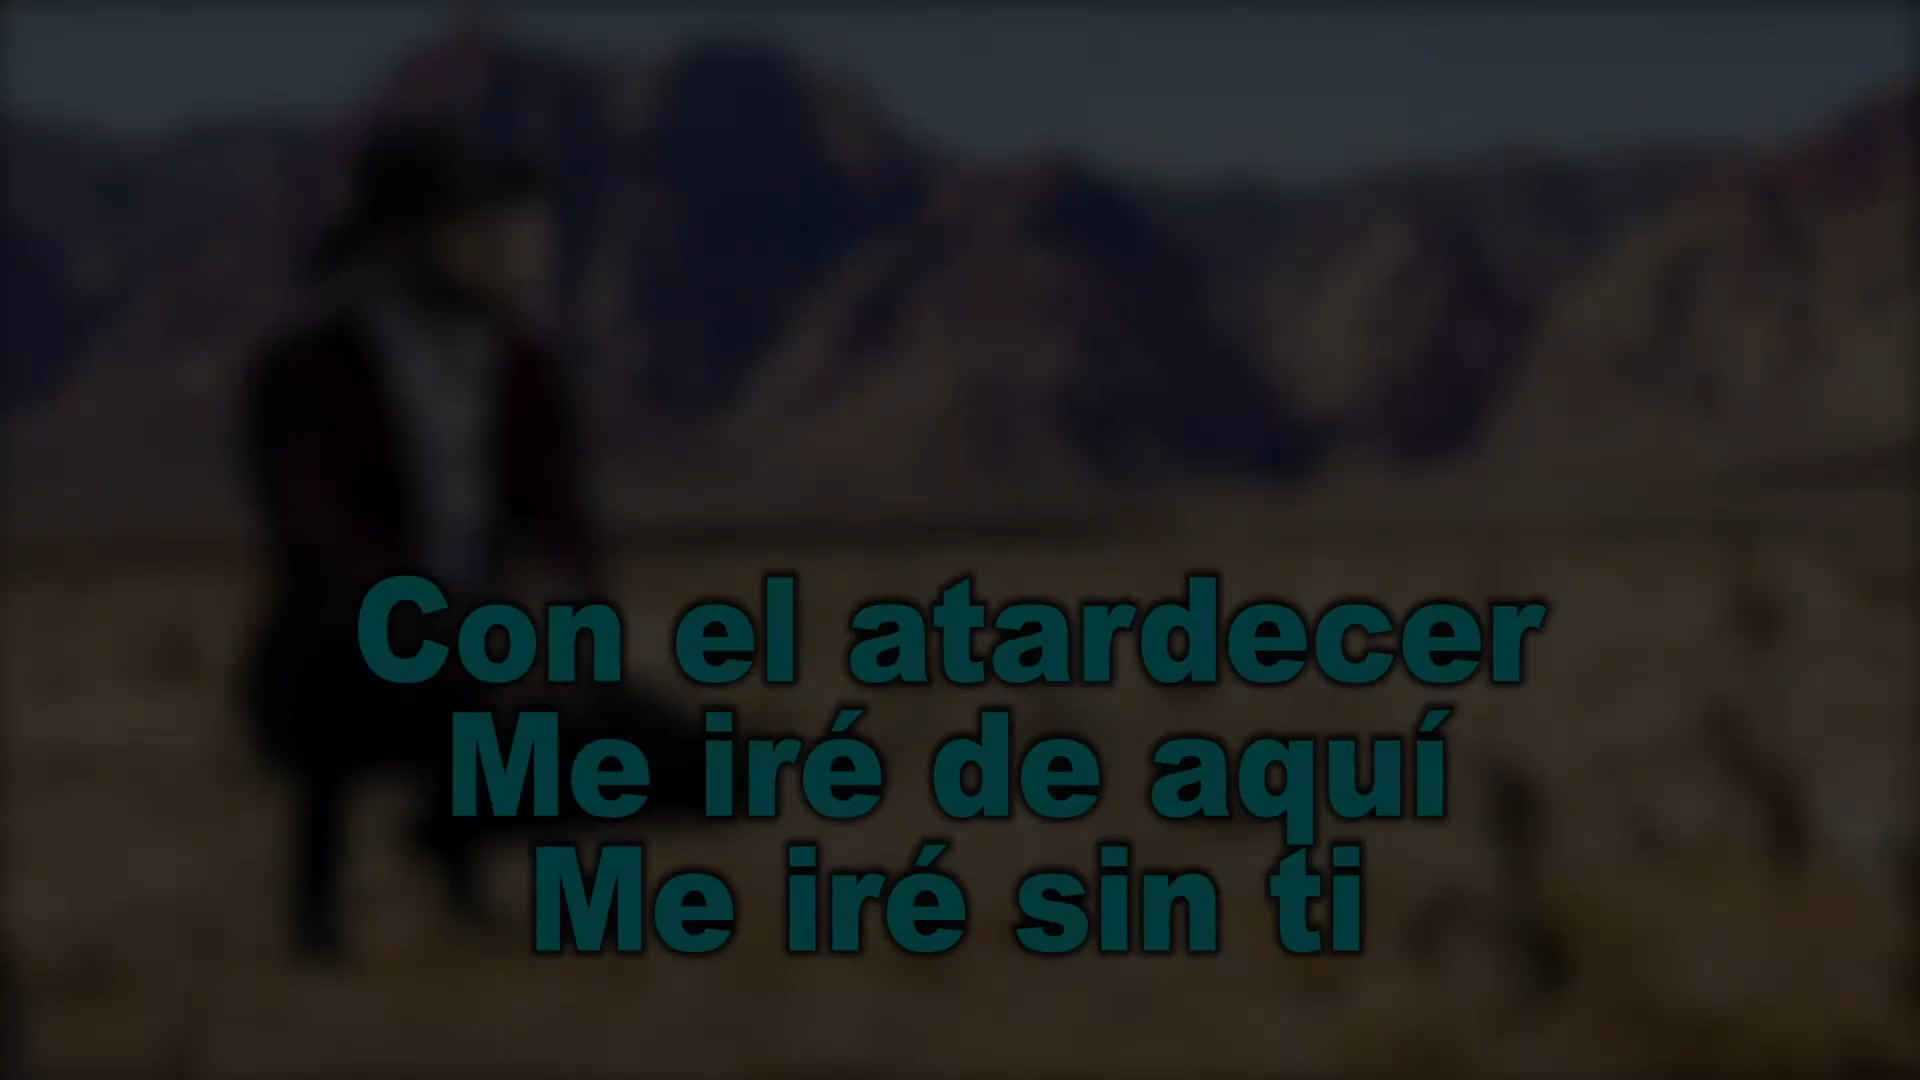 Con el atardecer
Me iré de aquí
Me iré sin ti